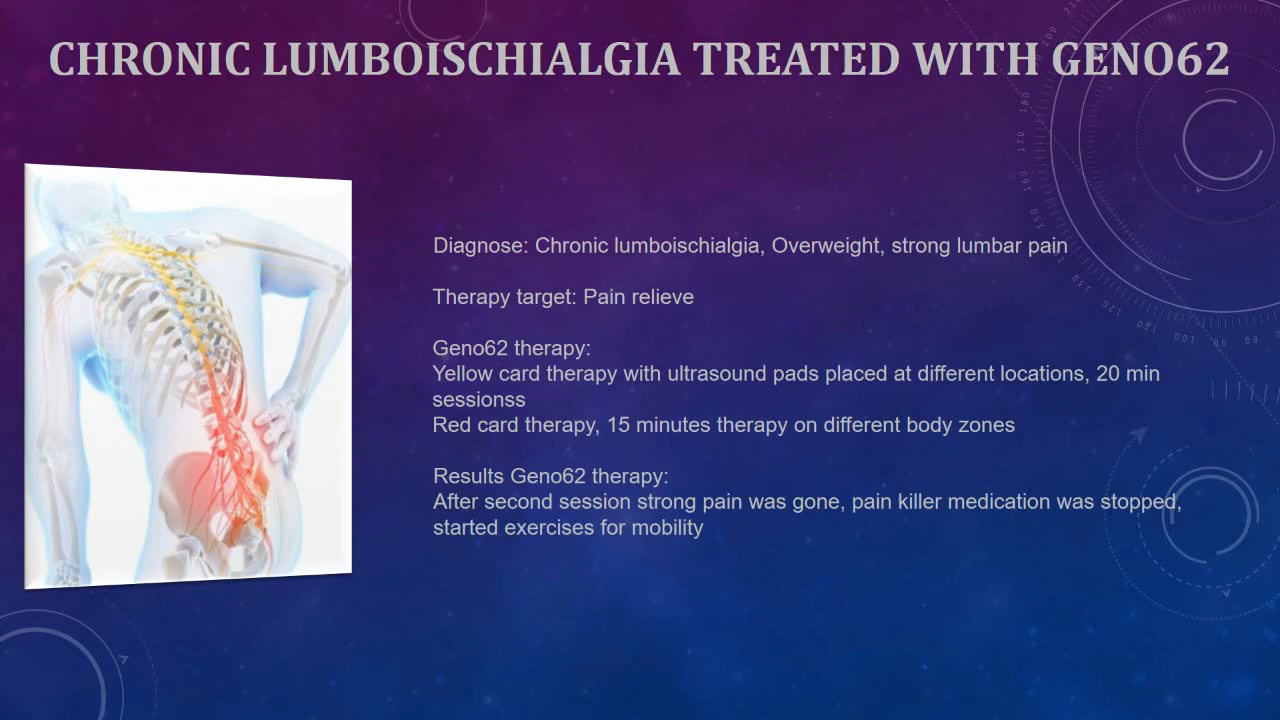 CHRONIC LUMBOISCHIALGIA TREATED WITH GENO62
Diagnose: Chronic lumboischialgia, Overweight, strong lumbar pain
Therapy target: Pain relieve
Geno62 therapy:
Yellow card therapy with ultrasound pads placed at different locations, 20 min
sessionss
Red card therapy, 15 minutes therapy on different body zones
Results Geno62 therapy:
After second session strong pain was gone, pain killer medication was stopped,
started exercises for mobility